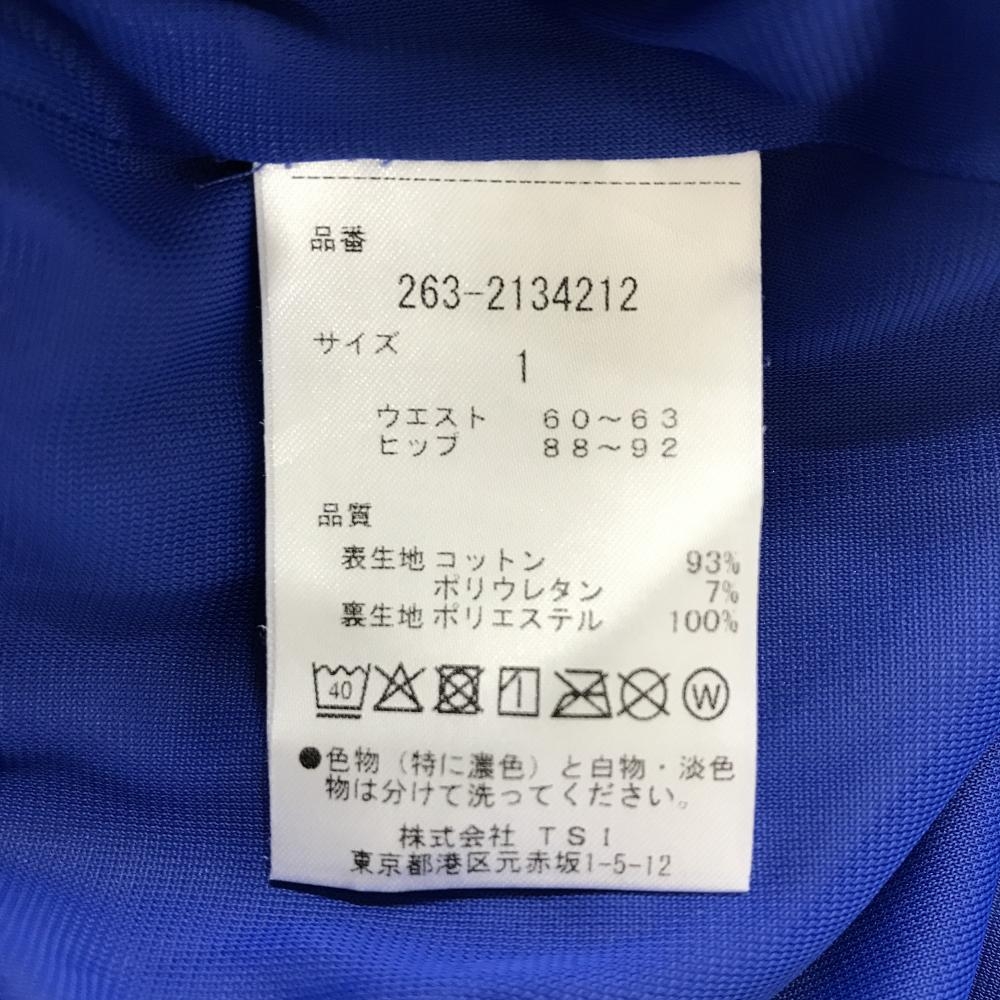 品番
263-2134212
サイズ
1
ウエスト 60～63
ヒップ 88～92
品質
表生地 コットン 93%
ポリウレタン 7%
裏生地 ポリエステル 100%
40 W
●色物（特に濃色）と白物・淡色
物は分けて洗ってください。
株式会社 TSI
東京都港区元赤坂1-5-12